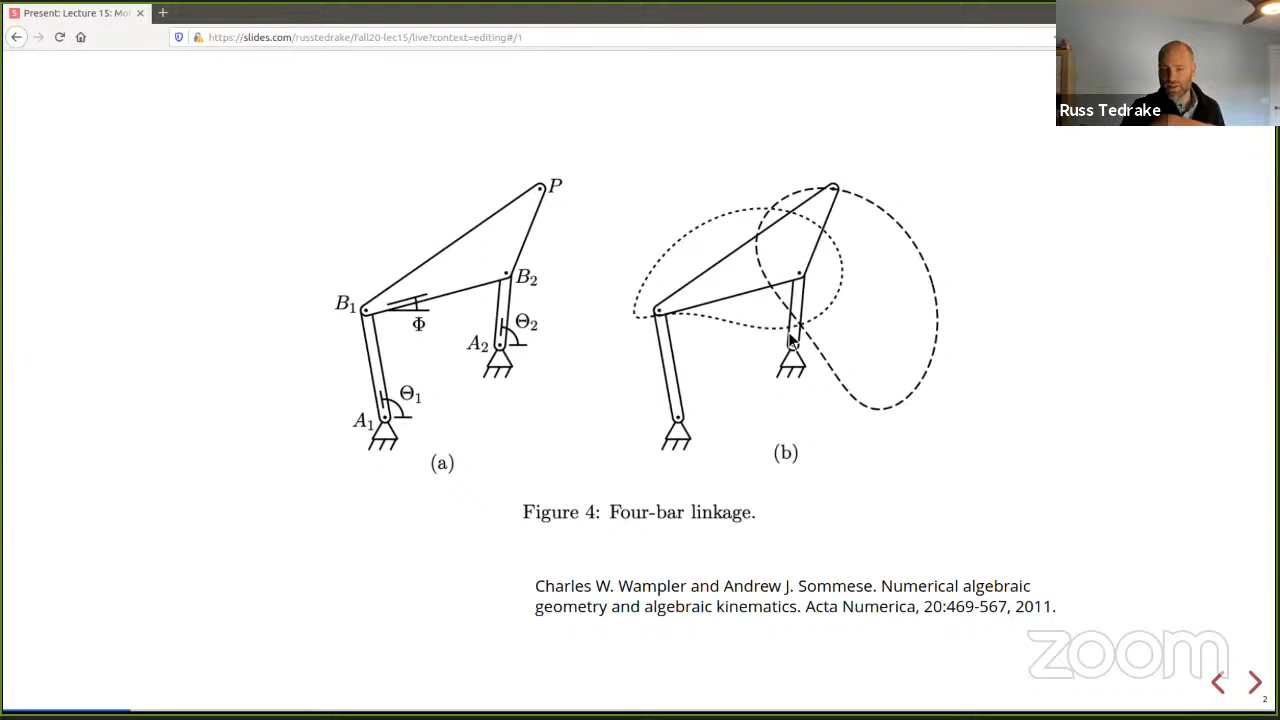 Present: Lecture 15: Mo
https://slides.com/russtedrake/fall20-lec15/live?context=editing#/1
Russ Tedrake
P
B2
B1
Φ
Θ2
A2
Θ1
A1
(a)
(b)
Figure 4: Four-bar linkage.
Charles W. Wampler and Andrew J. Sommese. Numerical algebraic
geometry and algebraic kinematics. Acta Numerica, 20:469-567, 2011.
zoom
2